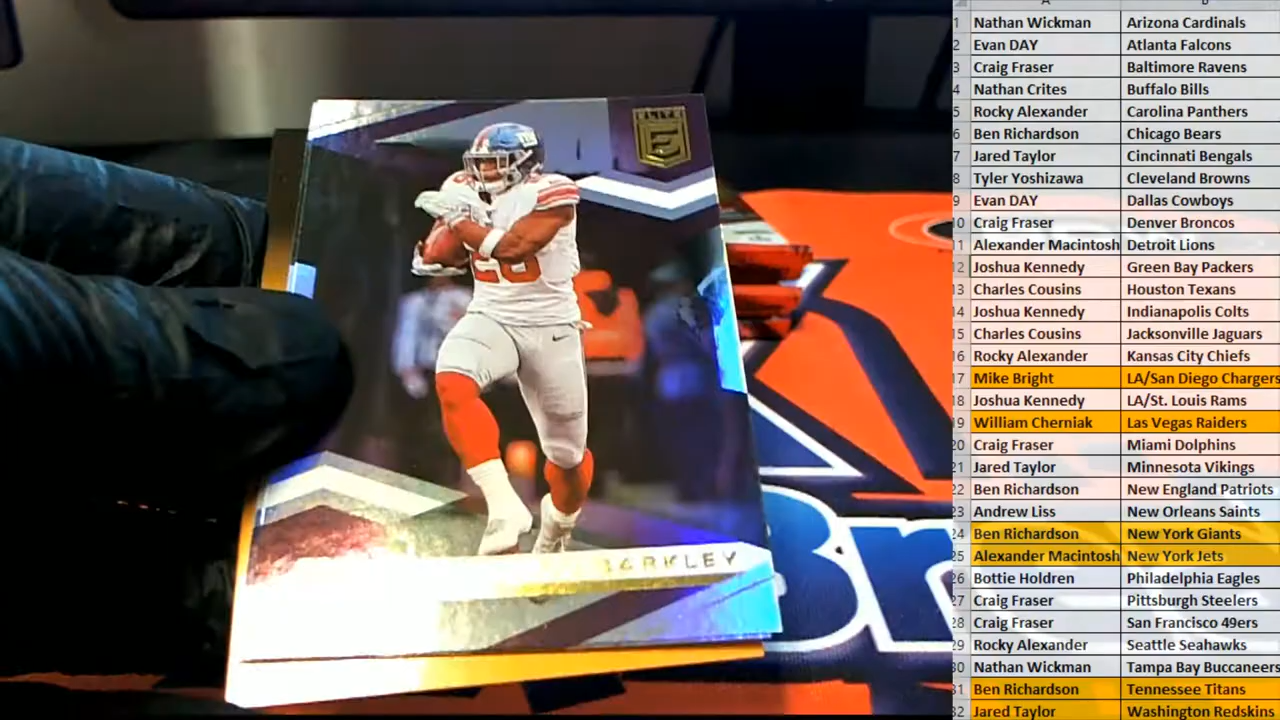 A B
1 Nathan Wickman Arizona Cardinals
2 Evan DAY Atlanta Falcons
3 Craig Fraser Baltimore Ravens
4 Nathan Crites Buffalo Bills
5 Rocky Alexander Carolina Panthers
6 Ben Richardson Chicago Bears
7 Jared Taylor Cincinnati Bengals
8 Tyler Yoshizawa Cleveland Browns
9 Evan DAY Dallas Cowboys
10 Craig Fraser Denver Broncos
11 Alexander Macintosh Detroit Lions
12 Joshua Kennedy Green Bay Packers
13 Charles Cousins Houston Texans
14 Joshua Kennedy Indianapolis Colts
15 Charles Cousins Jacksonville Jaguars
16 Rocky Alexander Kansas City Chiefs
17 Mike Bright LA/San Diego Chargers
18 Joshua Kennedy LA/St. Louis Rams
19 William Cherniak Las Vegas Raiders
20 Craig Fraser Miami Dolphins
21 Jared Taylor Minnesota Vikings
22 Ben Richardson New England Patriots
23 Andrew Liss New Orleans Saints
24 Ben Richardson New York Giants
25 Alexander Macintosh New York Jets
26 Bottie Holdren Philadelphia Eagles
27 Craig Fraser Pittsburgh Steelers
28 Craig Fraser San Francisco 49ers
29 Rocky Alexander Seattle Seahawks
30 Nathan Wickman Tampa Bay Buccaneers
31 Ben Richardson Tennessee Titans
32 Jared Taylor Washington Redskins
ELITE
E
26
BARKLEY
Br